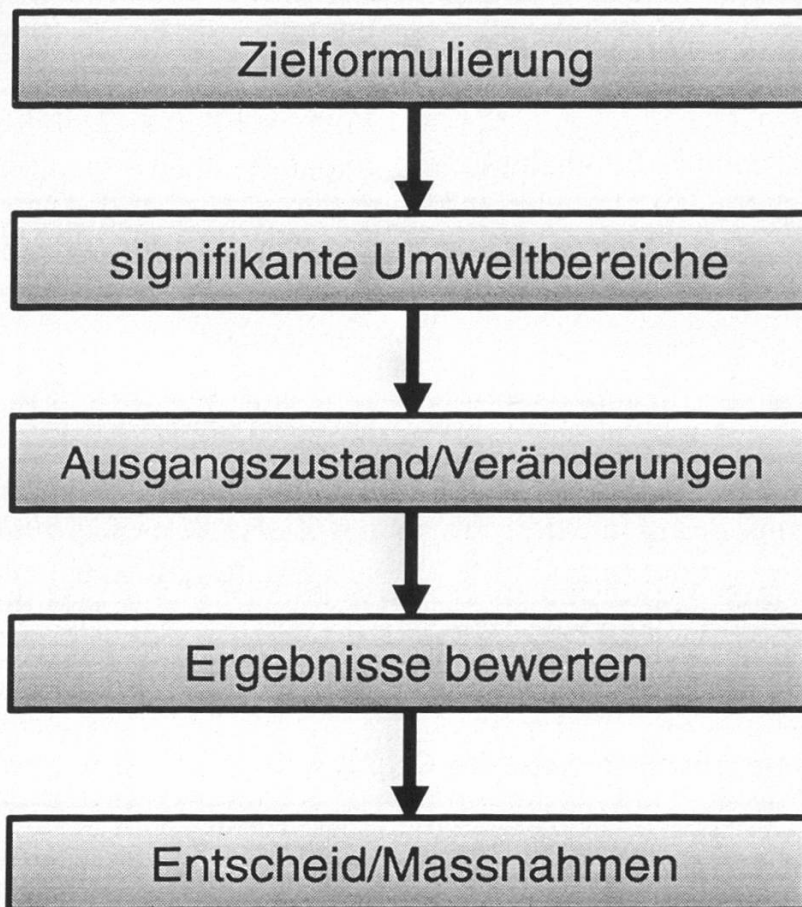 Zielformulierung
signifikante Umweltbereiche
Ausgangszustand/Veränderungen
Ergebnisse bewerten
Entscheid/Massnahmen